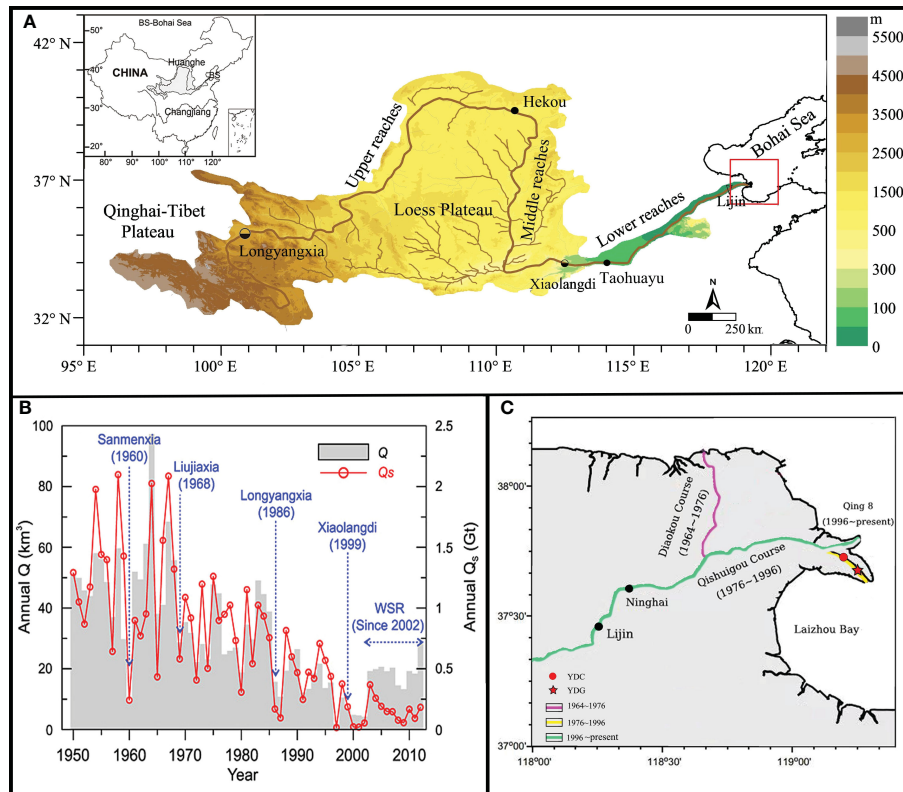 A
BS-Bohai Sea
50°
40°
30°
20°
80°
90°
100°
110°
120°
CHINA
Huanghe
BS
Changjiang
42° N
37° N
32° N
95° E
100° E
105° E
110° E
115° E
120° E
Qinghai-Tibet
Plateau
Longyangxia
Upper reaches
Hekou
Loess Plateau
Middle reaches
Lower reaches
Xiaolangdi
Taohuayu
Lijin
Bohai Sea
N
0
250 km
m
5500
4500
3500
2500
1500
500
300
100
0
B
Annual Q (km³)
100
80
60
40
20
0
Sanmenxia
(1960)
Liujiaxia
(1968)
Longyangxia
(1986)
Xiaolangdi
(1999)
WSR
(Since 2002)
Q
Qs
2.5
2.0
1.5
1.0
0.5
0.0
Annual Qs (Gt)
1950
1960
1970
1980
1990
2000
2010
Year
C
38°00'
37°50'
37°00'
118°00'
118°50'
119°00'
Diaokou Course
(1964~1976)
Qing 8
(1996~present)
Qishuigou Course
(1976~1996)
Ninghai
Lijin
Laizhou Bay
YDC
YDG
1964~1976
1976~1996
1996~present